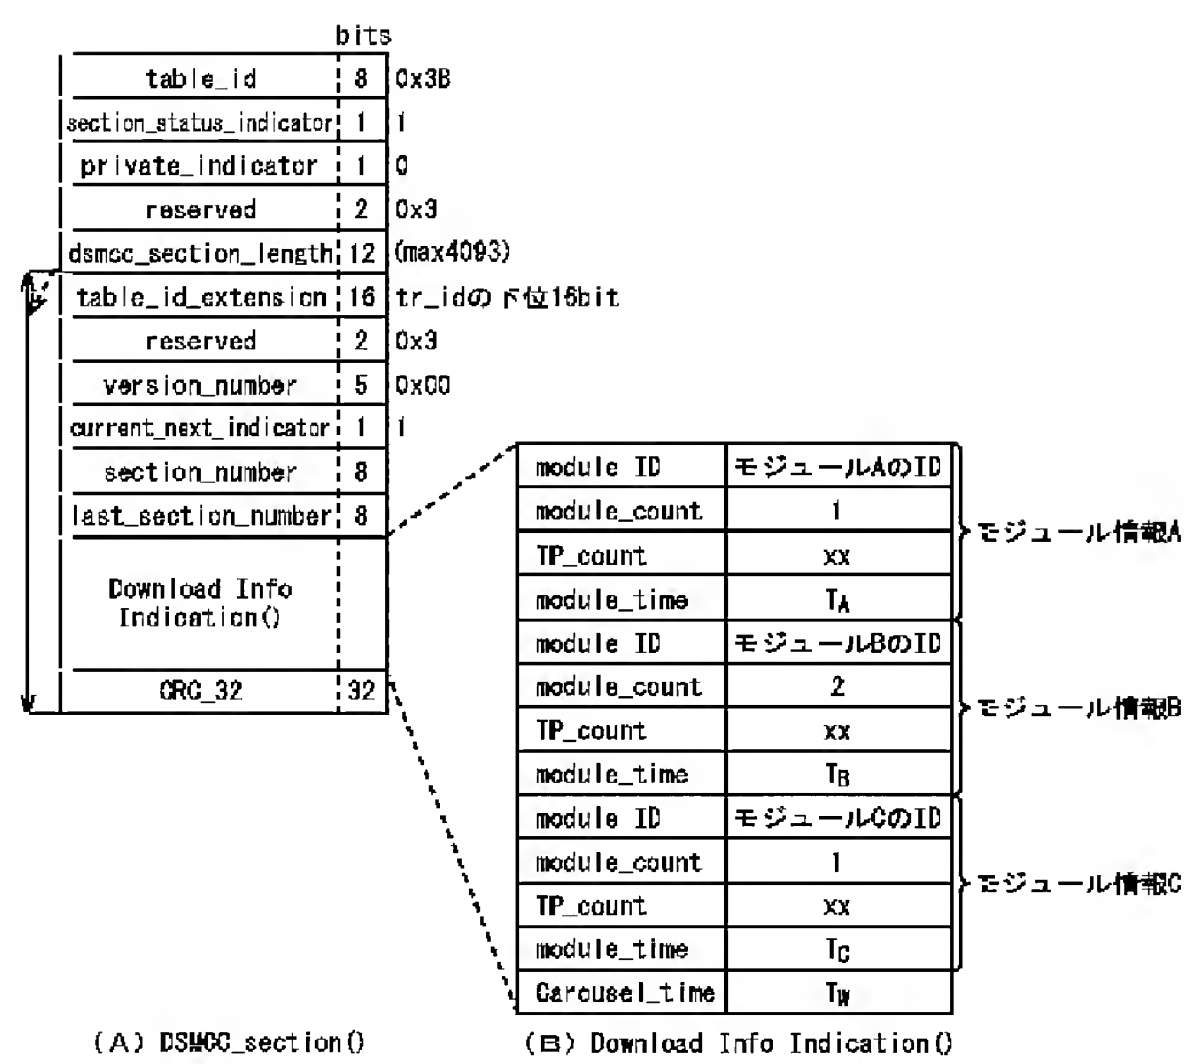 bits
table_id 8 0x3B
section_status_indicator 1 1
private_indicator 1 0
reserved 2 0x3
dsmcc_section_length 12 (max4093)
table_id_extension 16 tr_idの下位16bit
reserved 2 0x3
version_number 5 0x00
current_next_indicator 1 1
section_number 8
last_section_number 8
Download Info
Indication()
CRC_32 32
(A) DSMCC_section()
module ID モジュールAのID
module_count 1
TP_count xx
module_time TA
モジュール情報A
module ID モジュールBのID
module_count 2
TP_count xx
module_time TB
モジュール情報B
module ID モジュールCのID
module_count 1
TP_count xx
module_time TC
モジュール情報C
Carousel_time TW
(B) Download Info Indication()